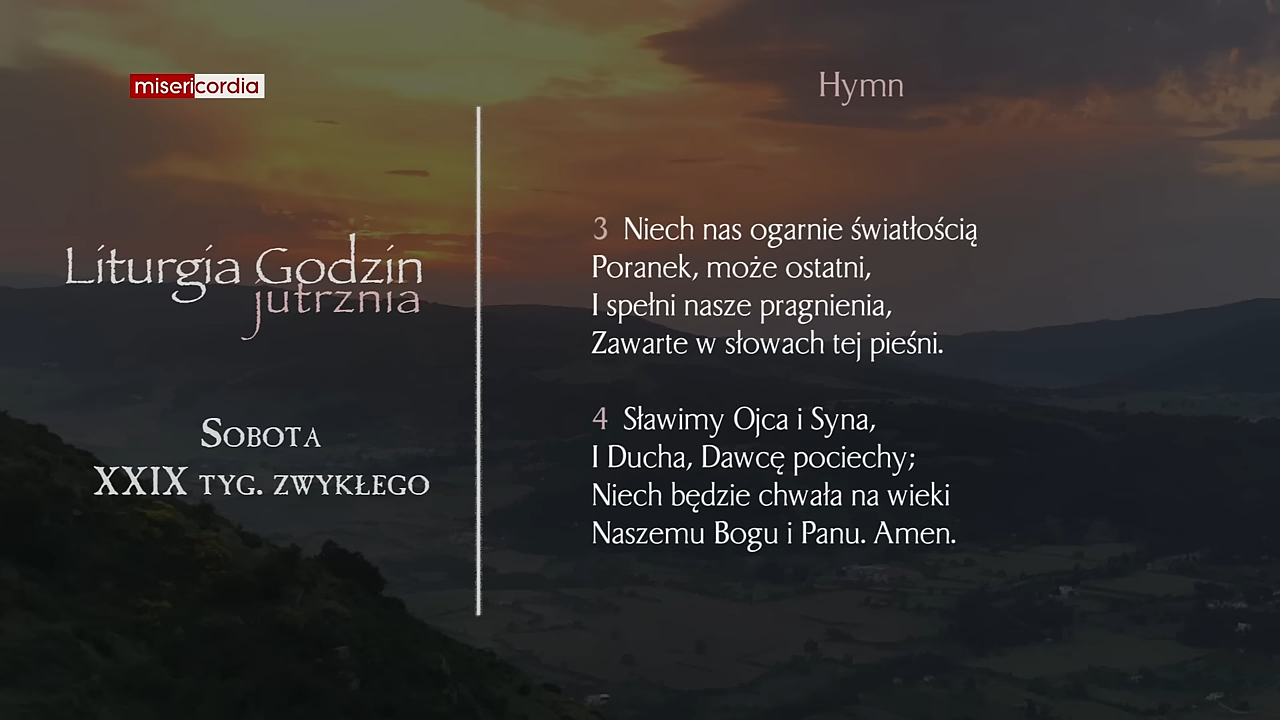 misericordia
Liturgia Godzin
jutrznia
Sobota
XXIX tyg. zwykłego
Hymn
3 Niech nas ogarnie światłością
Poranek, może ostatni,
I spełni nasze pragnienia,
Zawarte w słowach tej pieśni.
4 Sławimy Ojca i Syna,
I Ducha, Dawcę pociechy;
Niech będzie chwała na wieki
Naszemu Bogu i Panu. Amen.